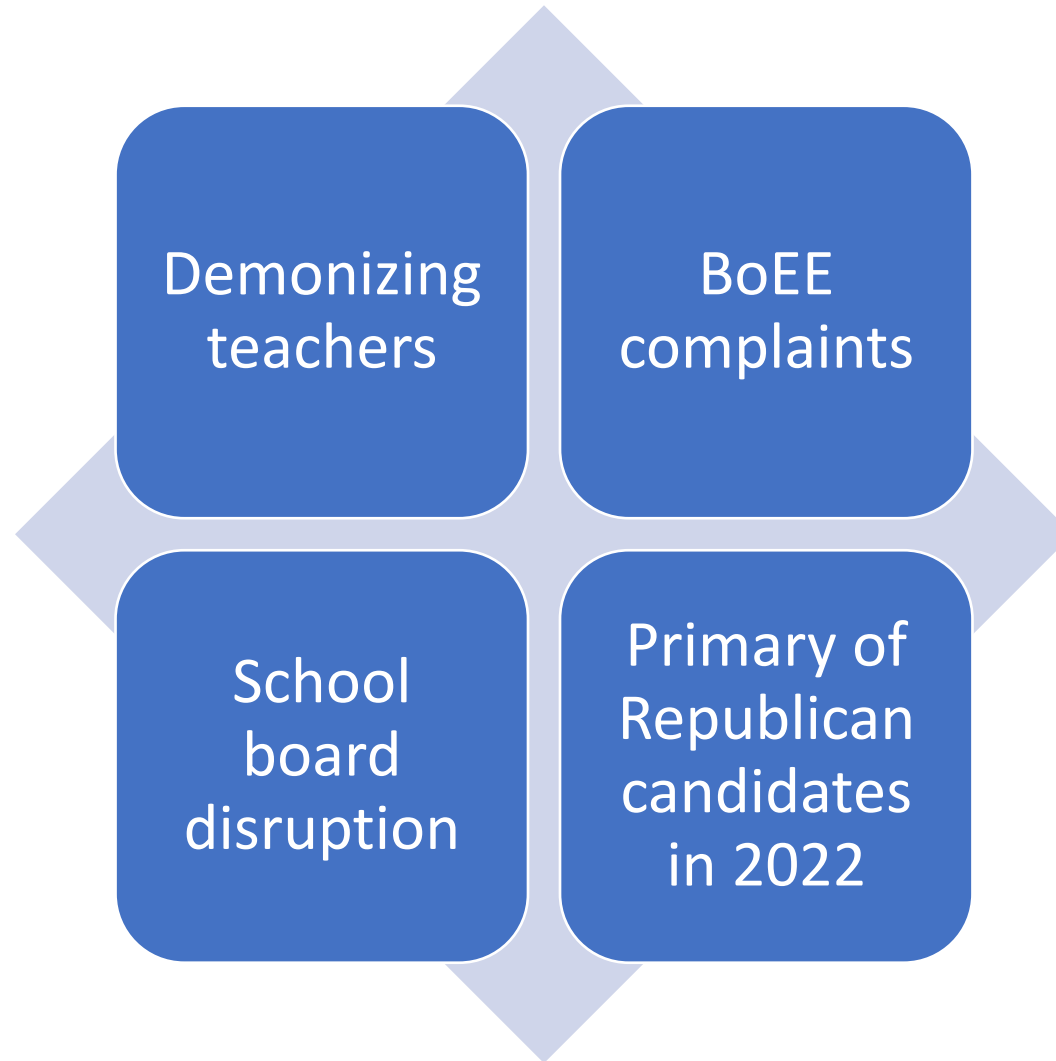 Demonizing
teachers
BoEE
complaints
School
board
disruption
Primary of
Republican
candidates
in 2022